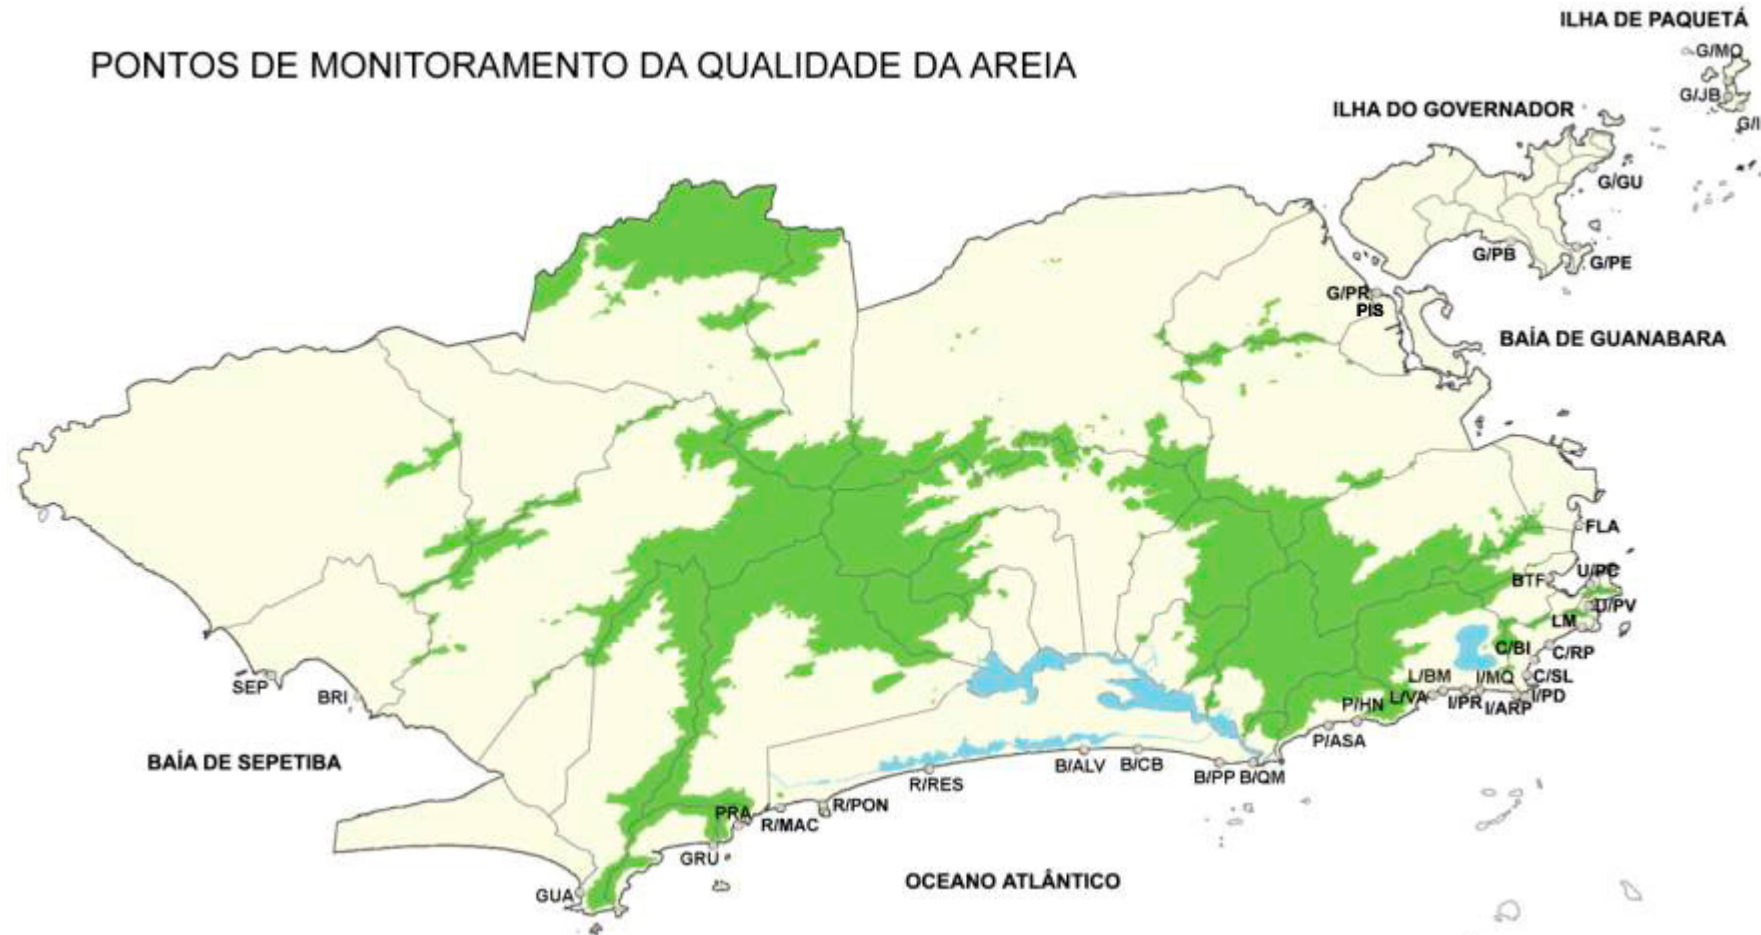 ILHA DE PAQUETÁ
PONTOS DE MONITORAMENTO DA QUALIDADE DA AREIA
G/MO
G/JB
G/I
ILHA DO GOVERNADOR
G/GU
G/PB
G/PE
G/PR
PIS
BAÍA DE GUANABARA
FLA
BTF
U/PC
U/PV
LM
C/BI
C/RP
C/SL
L/BM
I/MQ
L/VA
I/PR
I/ARP
I/PD
P/HN
P/ASA
SEP
BRI
BAÍA DE SEPETIBA
B/ALV
B/CB
B/PP
B/QM
R/RES
R/PON
PRA
R/MAC
GRU
GUA
OCEANO ATLÂNTICO